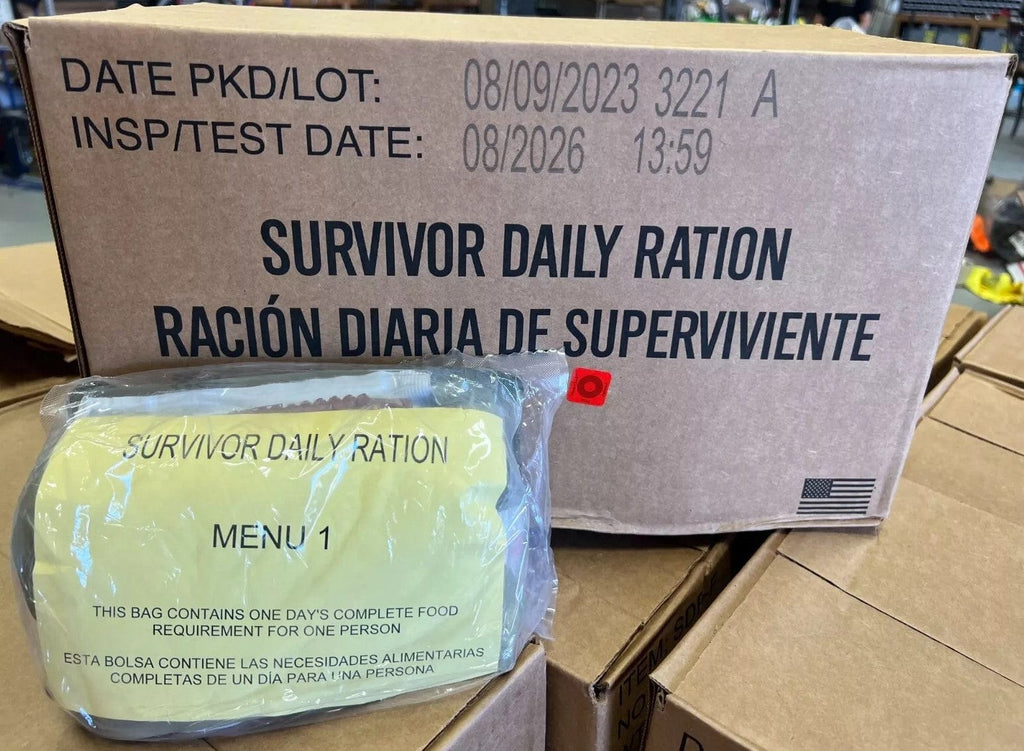 DATE PKD/LOT: 08/09/2023 3221 A
INSP/TEST DATE: 08/2026 13:59
SURVIVOR DAILY RATION
RACIÓN DIARIA DE SUPERVIVIENTE
SURVIVOR DAILY RATION
MENU 1
THIS BAG CONTAINS ONE DAY'S COMPLETE FOOD
REQUIREMENT FOR ONE PERSON
ESTA BOLSA CONTIENE LAS NECESIDADES ALIMENTARIAS
COMPLETAS DE UN DÍA PARA UNA PERSONA
ITEM:
NO